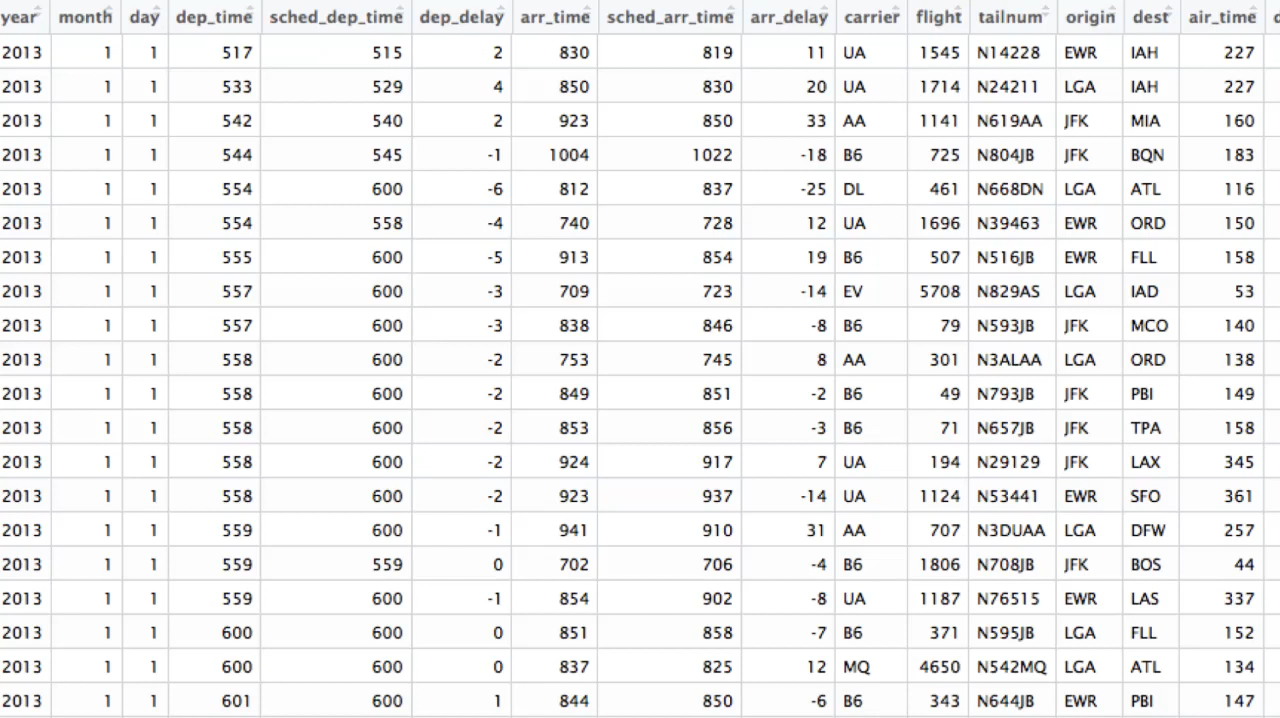 year month day dep_time sched_dep_time dep_delay arr_time sched_arr_time arr_delay carrier flight tailnum origin dest air_time
2013 1 1 517 515 2 830 819 11 UA 1545 N14228 EWR IAH 227
2013 1 1 533 529 4 850 830 20 UA 1714 N24211 LGA IAH 227
2013 1 1 542 540 2 923 850 33 AA 1141 N619AA JFK MIA 160
2013 1 1 544 545 -1 1004 1022 -18 B6 725 N804JB JFK BQN 183
2013 1 1 554 600 -6 812 837 -25 DL 461 N668DN LGA ATL 116
2013 1 1 554 558 -4 740 728 12 UA 1696 N39463 EWR ORD 150
2013 1 1 555 600 -5 913 854 19 B6 507 N516JB EWR FLL 158
2013 1 1 557 600 -3 709 723 -14 EV 5708 N829AS LGA IAD 53
2013 1 1 557 600 -3 838 846 -8 B6 79 N593JB JFK MCO 140
2013 1 1 558 600 -2 753 745 8 AA 301 N3ALAA LGA ORD 138
2013 1 1 558 600 -2 849 851 -2 B6 49 N793JB JFK PBI 149
2013 1 1 558 600 -2 853 856 -3 B6 71 N657JB JFK TPA 158
2013 1 1 558 600 -2 924 917 7 UA 194 N29129 JFK LAX 345
2013 1 1 558 600 -2 923 937 -14 UA 1124 N53441 EWR SFO 361
2013 1 1 559 600 -1 941 910 31 AA 707 N3DUAA LGA DFW 257
2013 1 1 559 559 0 702 706 -4 B6 1806 N708JB JFK BOS 44
2013 1 1 559 600 -1 854 902 -8 UA 1187 N76515 EWR LAS 337
2013 1 1 600 600 0 851 858 -7 B6 371 N595JB LGA FLL 152
2013 1 1 600 600 0 837 825 12 MQ 4650 N542MQ LGA ATL 134
2013 1 1 601 600 1 844 850 -6 B6 343 N644JB EWR PBI 147